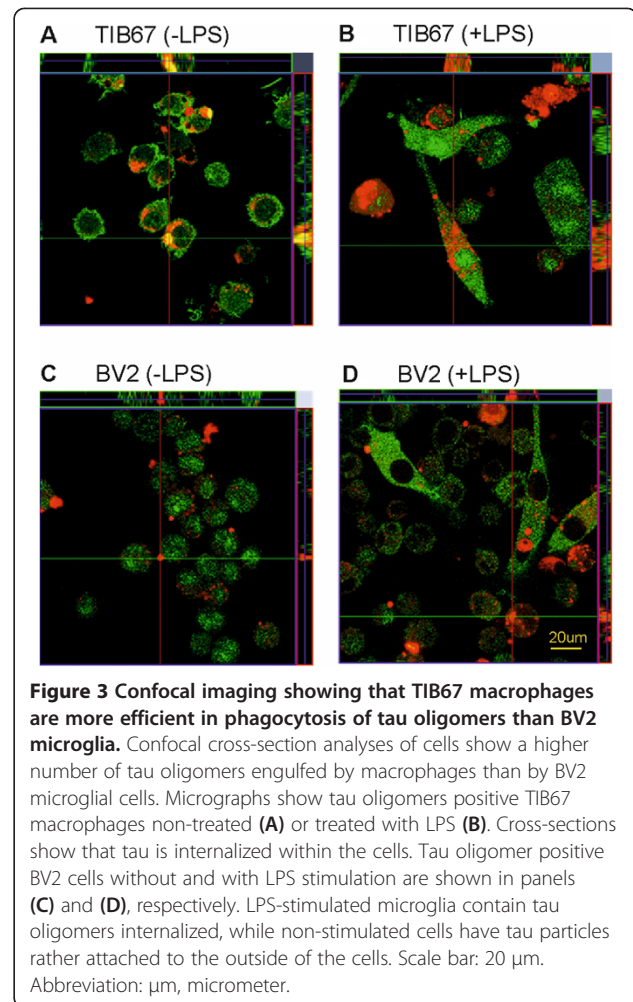 A TIB67 (-LPS)
B TIB67 (+LPS)
C BV2 (-LPS)
D BV2 (+LPS)
20um
Figure 3 Confocal imaging showing that TIB67 macrophages
are more efficient in phagocytosis of tau oligomers than BV2
microglia. Confocal cross-section analyses of cells show a higher
number of tau oligomers engulfed by macrophages than by BV2
microglial cells. Micrographs show tau oligomers positive TIB67
macrophages non-treated (A) or treated with LPS (B). Cross-sections
show that tau is internalized within the cells. Tau oligomer positive
BV2 cells without and with LPS stimulation are shown in panels
(C) and (D), respectively. LPS-stimulated microglia contain tau
oligomers internalized, while non-stimulated cells have tau particles
rather attached to the outside of the cells. Scale bar: 20 μm.
Abbreviation: μm, micrometer.